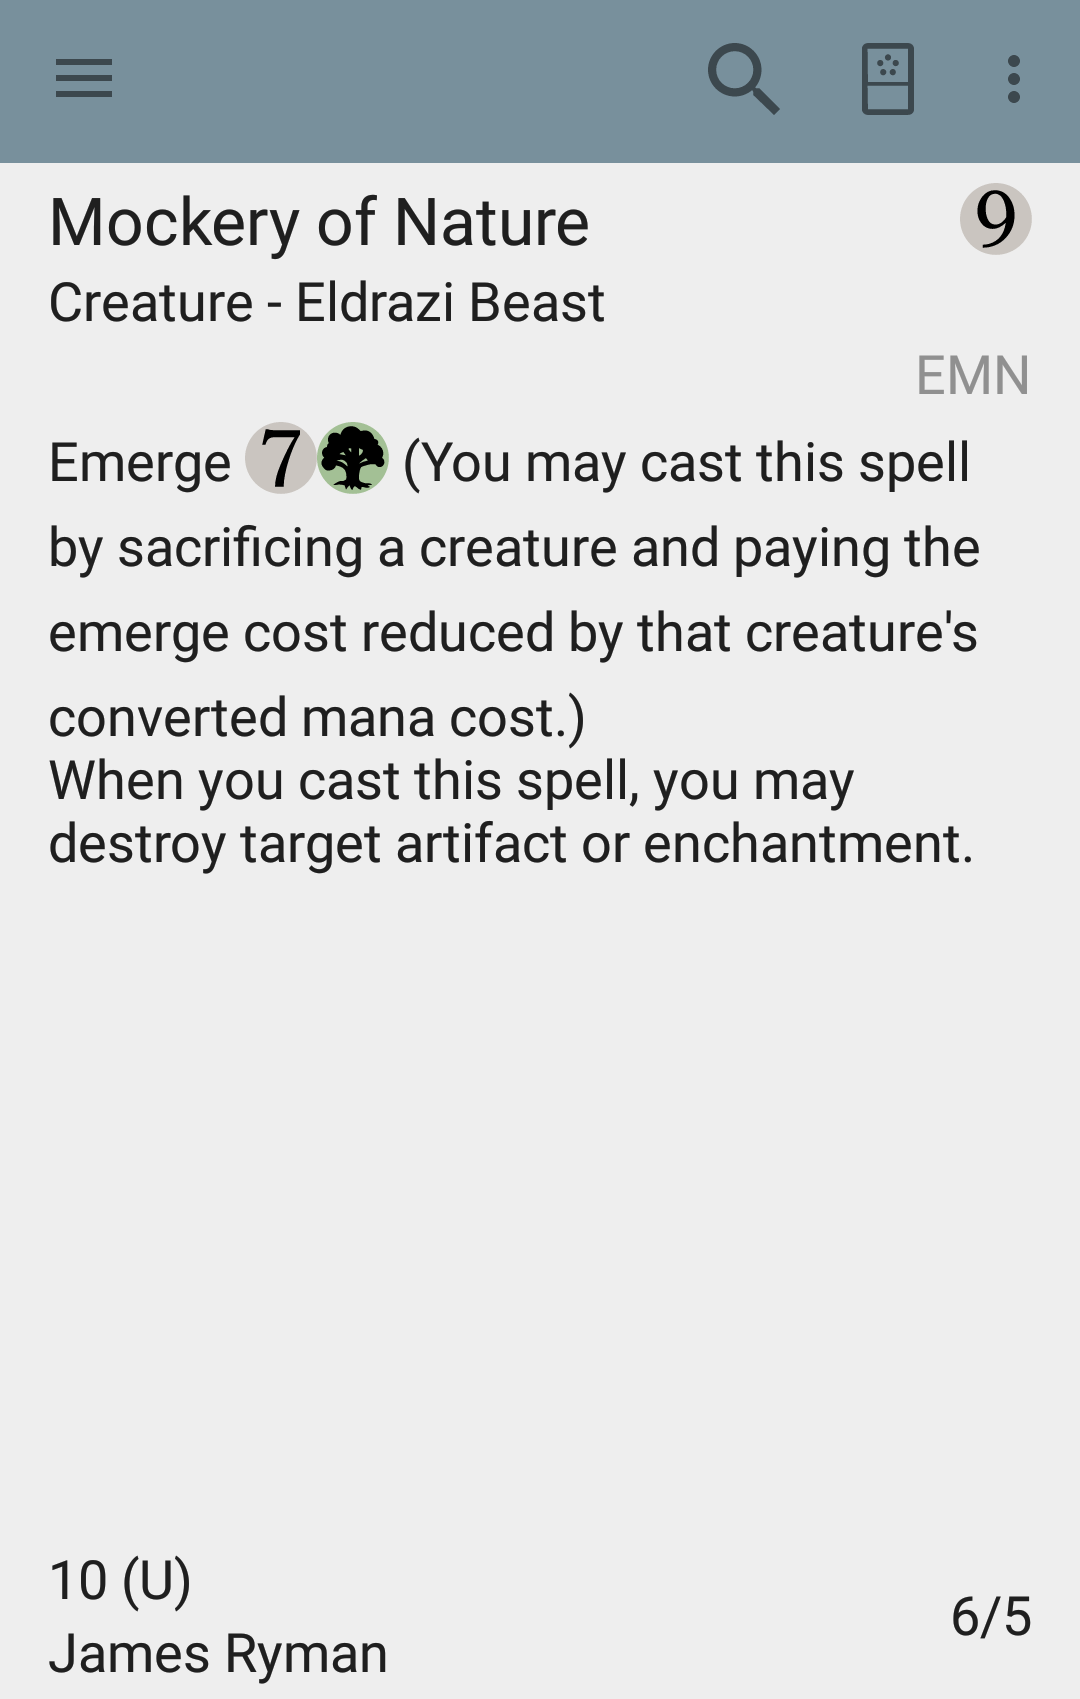 Mockery of Nature 9
Creature - Eldrazi Beast
EMN
Emerge 7 (You may cast this spell
by sacrificing a creature and paying the
emerge cost reduced by that creature's
converted mana cost.)
When you cast this spell, you may
destroy target artifact or enchantment.
10 (U)
6/5
James Ryman